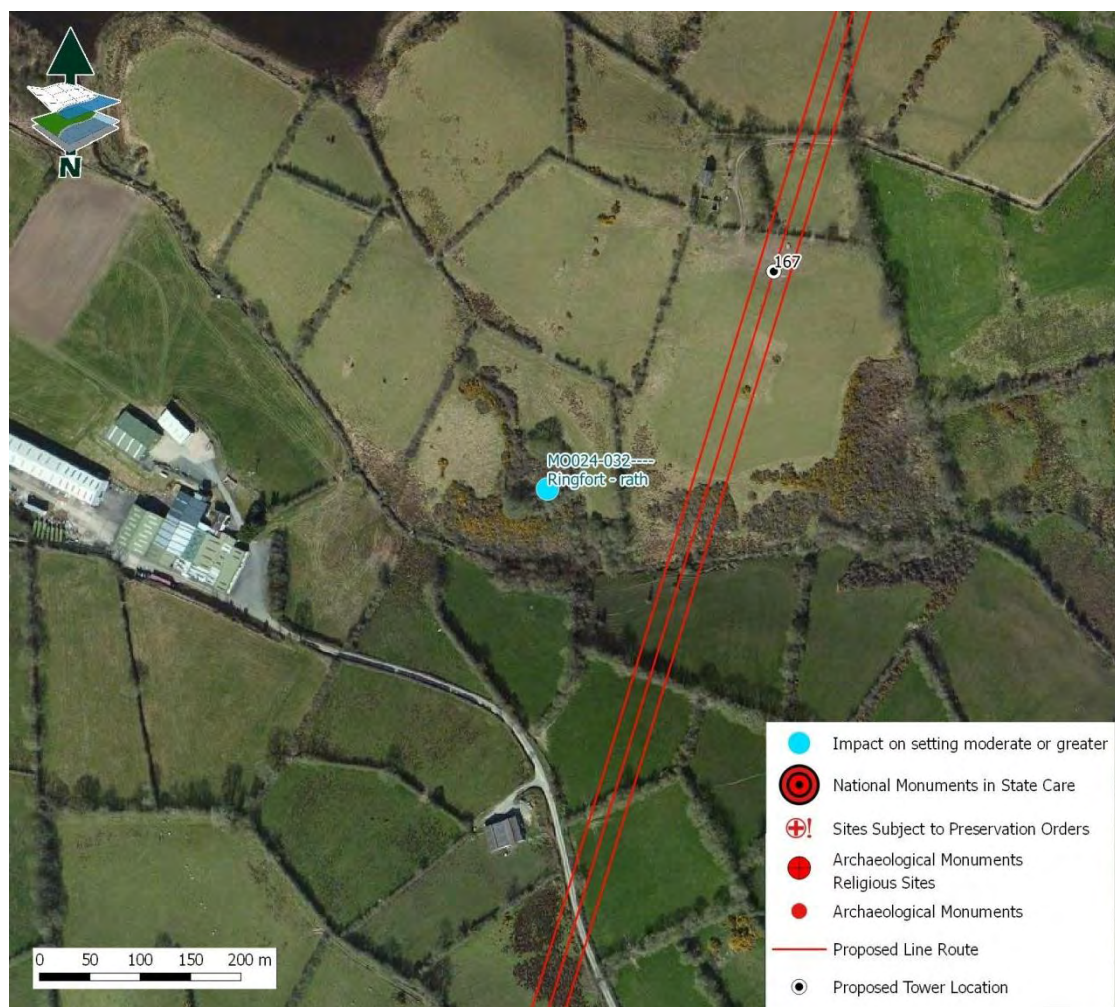 N
167
MO024-032----
Ringfort - rath
Impact on setting moderate or greater
National Monuments in State Care
Sites Subject to Preservation Orders
Archaeological Monuments
Religious Sites
Archaeological Monuments
Proposed Line Route
Proposed Tower Location
0 50 100 150 200 m